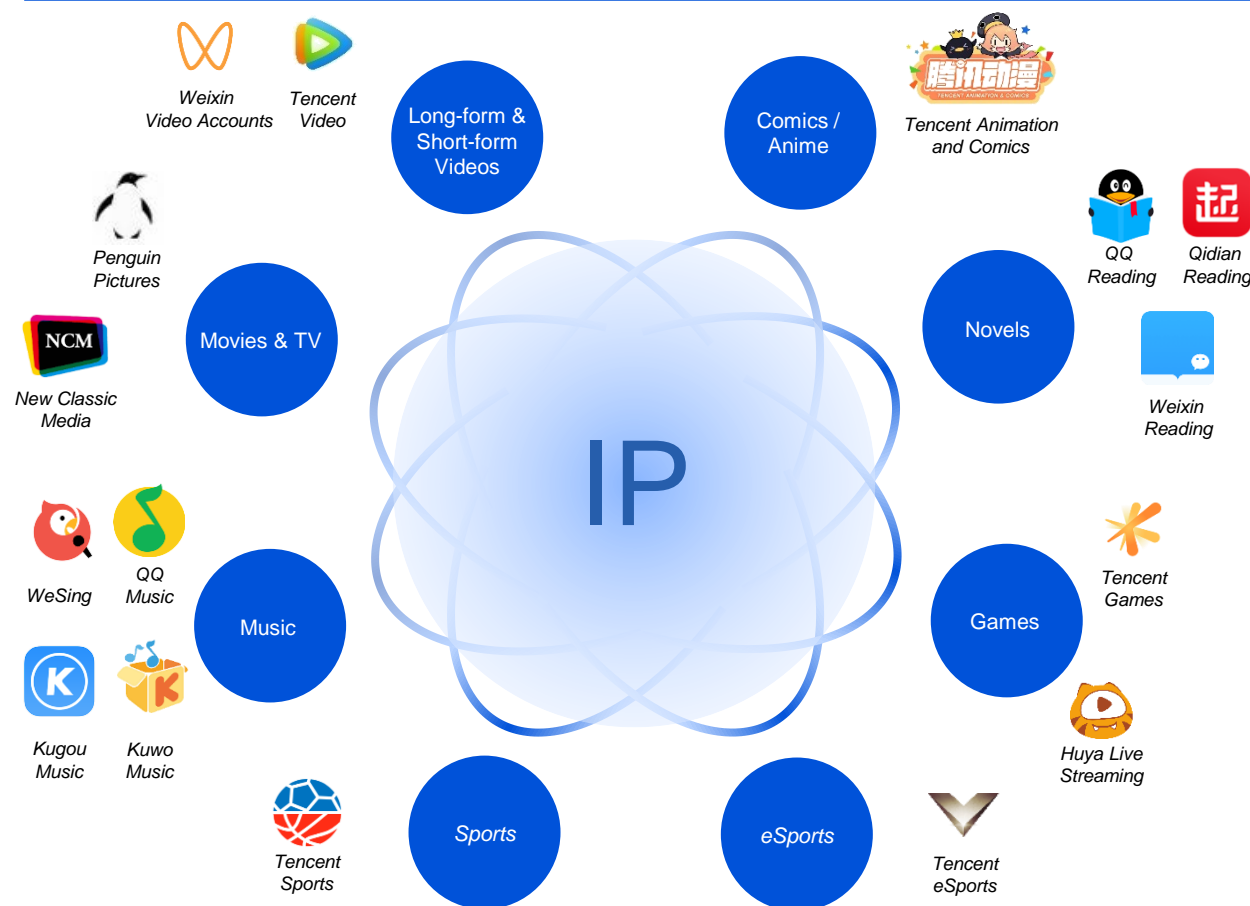 Weixin
Video Accounts
Tencent
Video
Long-form &
Short-form
Videos
Comics /
Anime
腾讯动漫
TENCENT ANIMATION & COMICS
Tencent Animation
and Comics
Penguin
Pictures
Movies & TV
NCM
New Classic
Media
QQ
Reading
起
Qidian
Reading
Novels
Weixin
Reading
IP
WeSing
QQ
Music
Music
K
Kugou
Music
K
Kuwo
Music
Tencent
Games
Games
Huya Live
Streaming
Tencent
Sports
Sports
eSports
Tencent
eSports